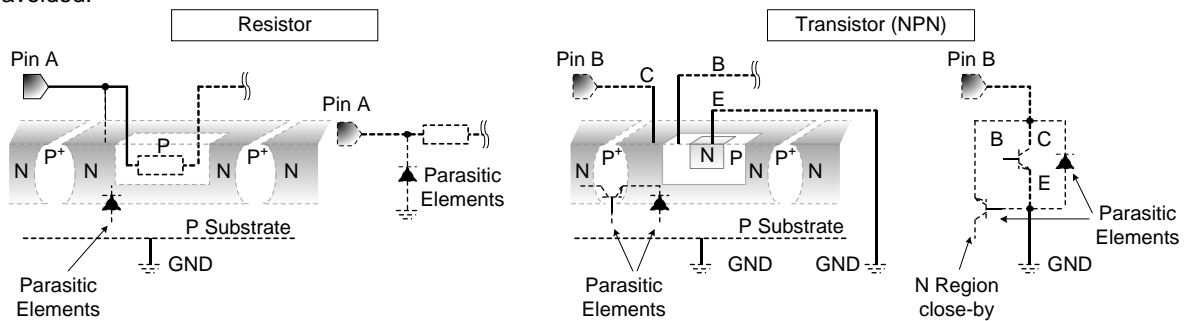 avoided.
Resistor
Transistor (NPN)
Pin A
Pin A
P
N P+ N N P+ N
Parasitic
Elements
P Substrate
GND
Parasitic
Elements
Pin B
C
B
E
N P+ N N P N P+ N
P Substrate
GND
GND
Parasitic
Elements
Pin B
B
C
E
Parasitic
Elements
GND
N Region
close-by